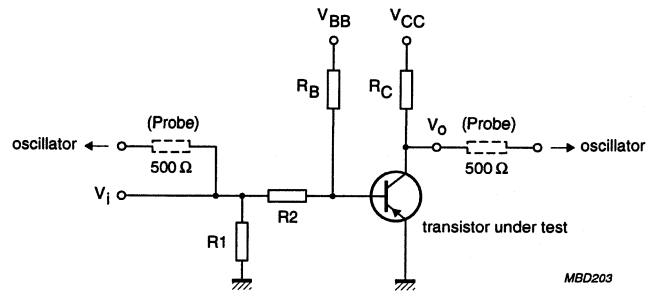 V_BB
V_CC
R_B
R_C
(Probe)
oscillator
500 Ω
V_i
R1
R2
V_o
(Probe)
500 Ω
oscillator
transistor under test
MBD203